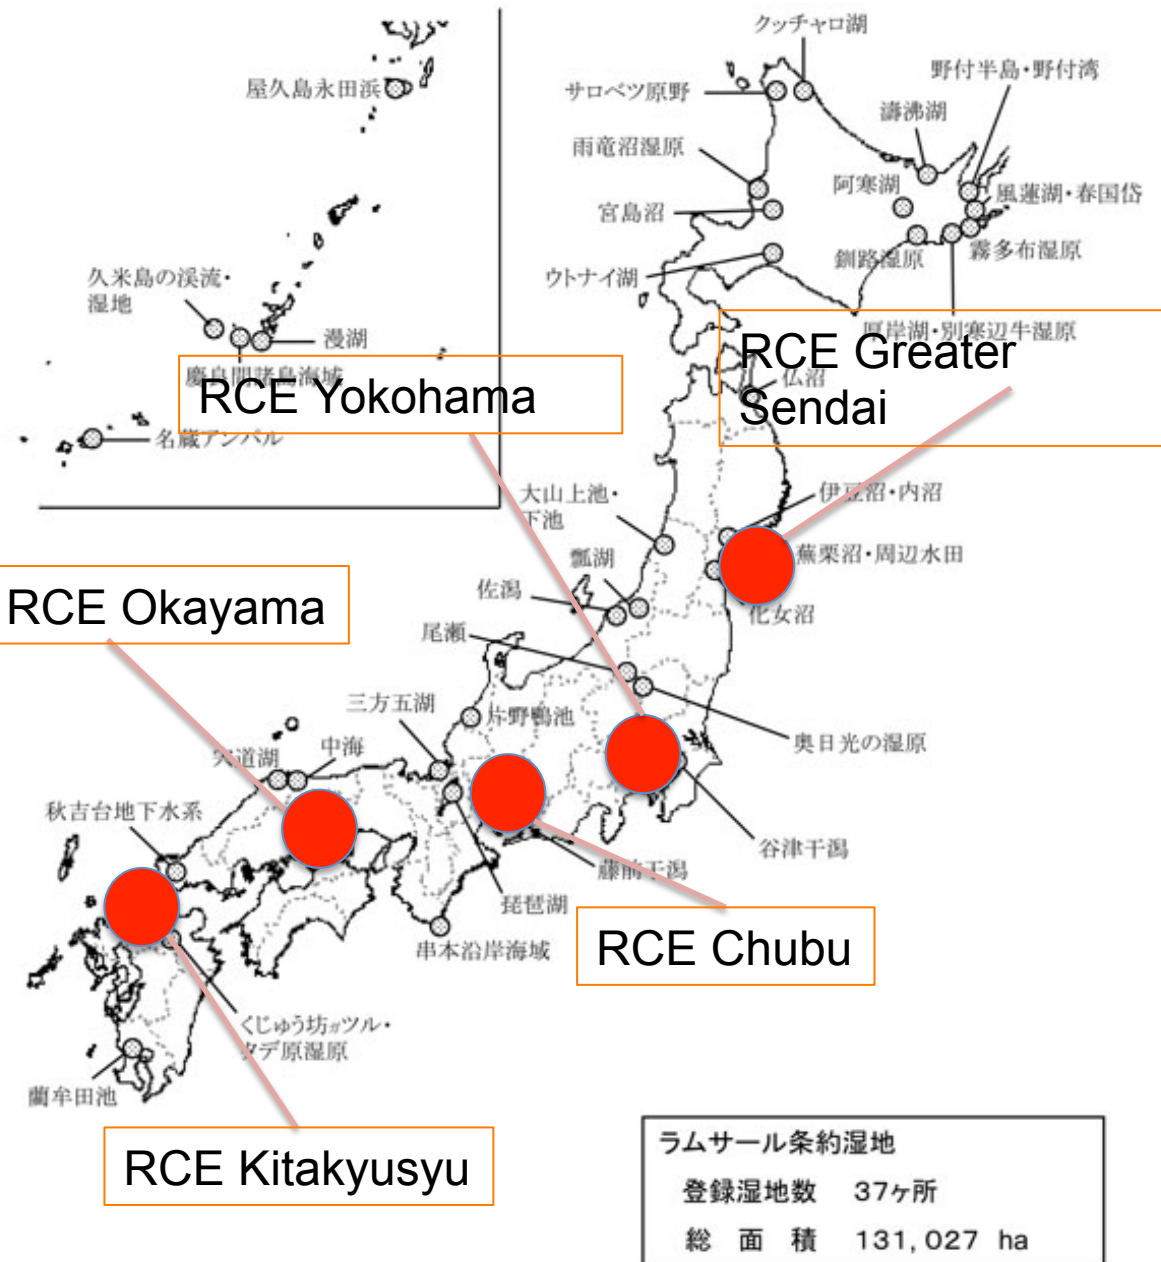 クッチャロ湖
屋久島永田浜
サロベツ原野
野付半島・野付湾
濤沸湖
雨竜沼湿原
阿寒湖
風蓮湖・春国岱
宮島沼
霧多布湿原
釧路湿原
ウトナイ湖
久米島の渓流・
湿地
漫湖
厚岸湖・別寒辺牛湿原
慶良間諸島海域
RCE Yokohama
RCE Greater
Sendai
仏沼
名蔵アンパル
大山上池・
下池
伊豆沼・内沼
瓢湖
蕪栗沼・周辺水田
佐潟
化女沼
RCE Okayama
尾瀬
三方五湖
片野鴨池
奥日光の湿原
宍道湖
中海
秋吉台地下水系
谷津干潟
藤前干潟
琵琶湖
串本沿岸海域
RCE Chubu
くじゅう坊ガツル・
タデ原湿原
藺牟田池
RCE Kitakyusyu
ラムサール条約湿地
登録湿地数 37ヶ所
総 面 積 131,027 ha